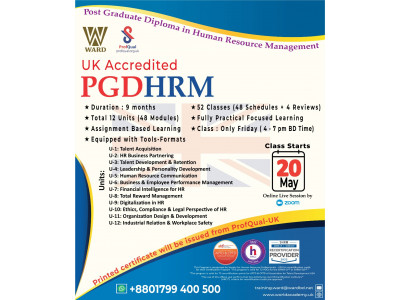 Post Graduate Diploma in Human Resource Management
WARD
ProfQual
UK Accredited
PGDHRM
★ Duration : 9 months
★ Total 12 Units (48 Modules)
★ Assignment Based Learning
★ Equipped with Tools-Formats
★ 52 Classes (48 Schedules + 4 Reviews)
★ Fully Practical Focused Learning
★ Class : Only Friday ( 4 - 7 pm BD Time)
Units:
U-1: Talent Acquisition
U-2: HR Business Partnering
U-3: Talent Development & Retention
U-4: Leadership & Personality Development
U-5: Human Resource Communication
U-6: Business & Employee Performance Management
U-7: Financial Intelligence for HR
U-8: Total Reward Management
U-9: Digitalization in HR
U-10: Ethics, Compliance & Legal Perspective of HR
U-11: Organization Design & Development
U-12: Industrial Relation & Workplace Safety
Class Starts
20
May
Online Live Session by
zoom
Printed certificate will be issued from ProfQual-UK
+8801799 400 500